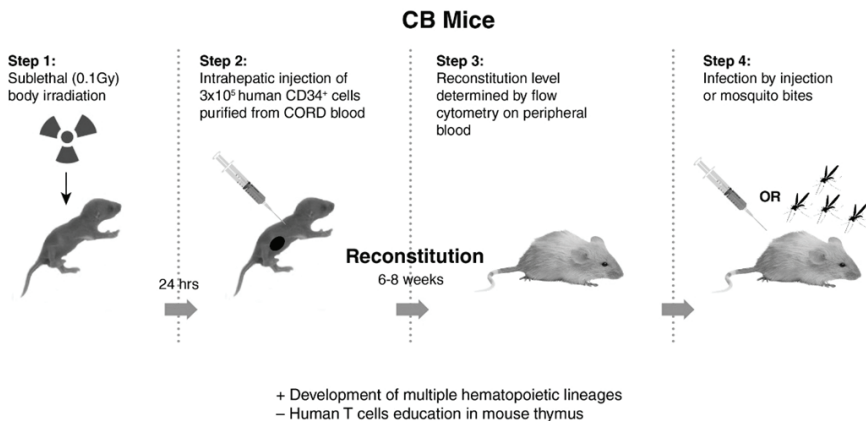 CB Mice
Step 1:
Sublethal (0.1Gy)
body irradiation
Step 2:
Intrahepatic injection of
3x10⁵ human CD34⁺ cells
purified from CORD blood
Step 3:
Reconstitution level
determined by flow
cytometry on peripheral
blood
Step 4:
Infection by injection
or mosquito bites
OR
24 hrs
Reconstitution
6-8 weeks
+ Development of multiple hematopoietic lineages
– Human T cells education in mouse thymus